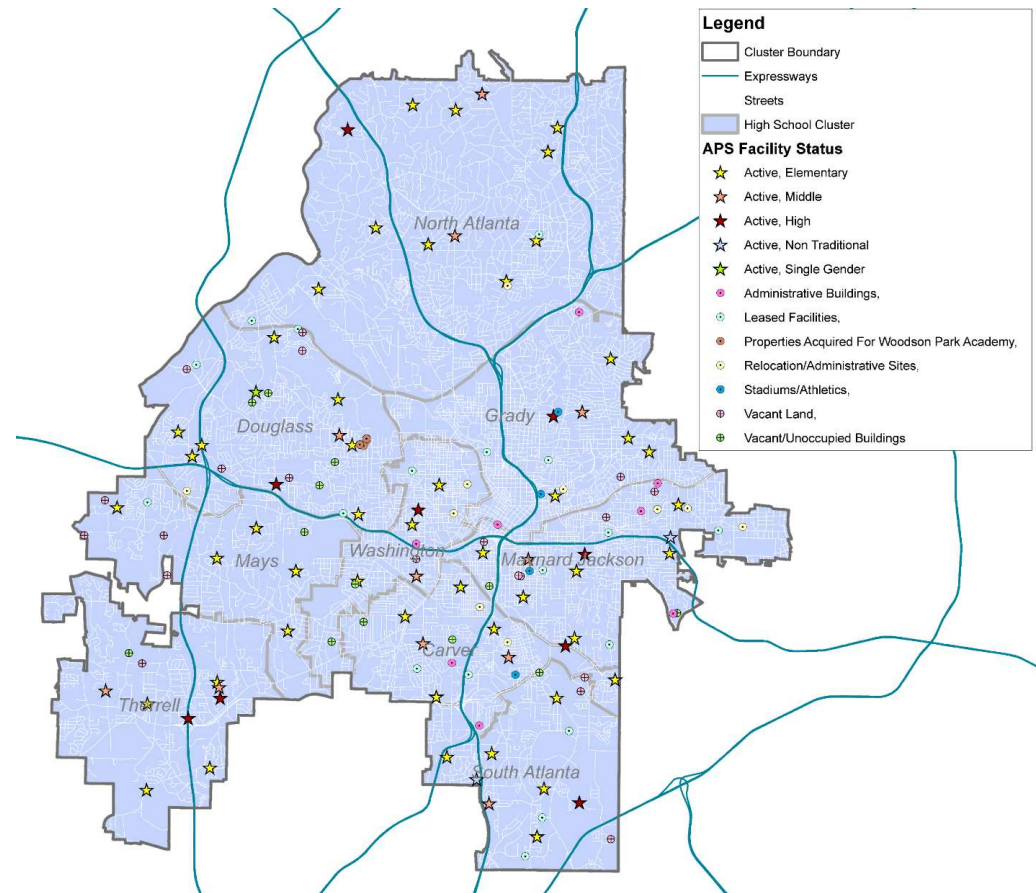 Legend
Cluster Boundary
Expressways
Streets
High School Cluster
APS Facility Status
Active, Elementary
Active, Middle
Active, High
Active, Non Traditional
Active, Single Gender
Administrative Buildings,
Leased Facilities,
Properties Acquired For Woodson Park Academy,
Relocation/Administrative Sites,
Stadiums/Athletics,
Vacant Land,
Vacant/Unoccupied Buildings
North Atlanta
Grady
Douglass
Washington
Maynard Jackson
Mays
Carver
Therrell
South Atlanta